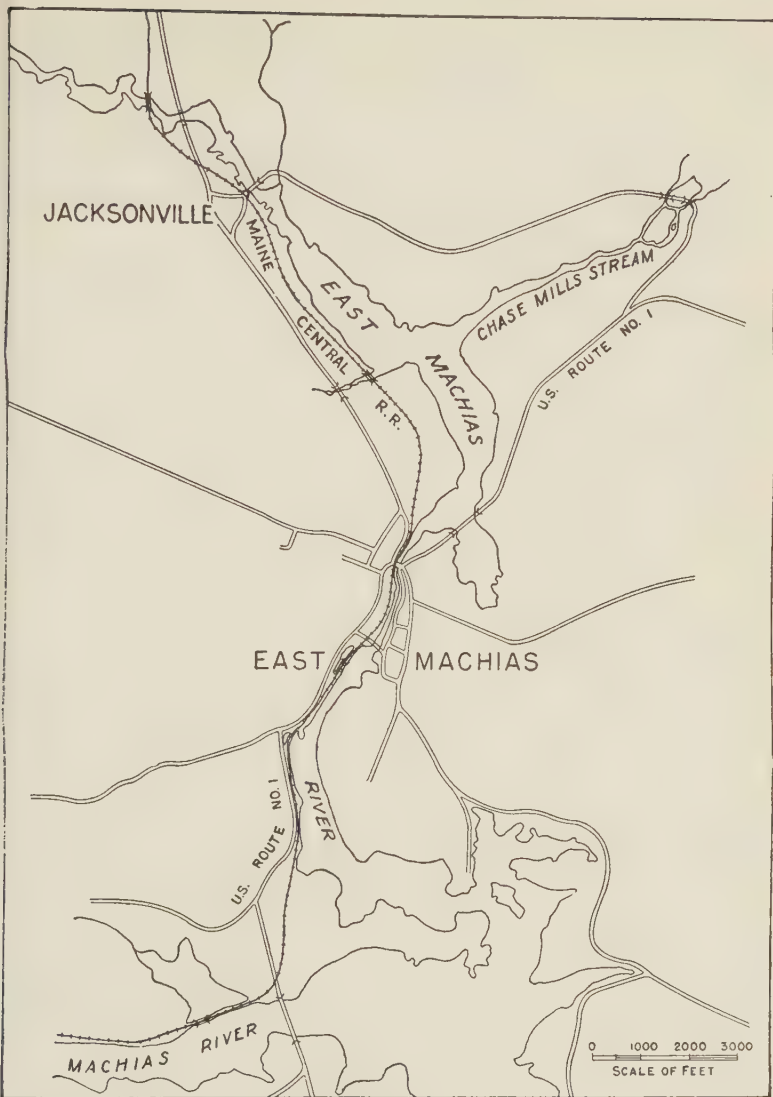 JACKSONVILLE
MAINE CENTRAL R.R.
EAST MACHIAS
CHASE MILLS STREAM
U.S. ROUTE NO. 1
EAST MACHIAS
RIVER
U.S. ROUTE NO. 1
MACHIAS RIVER
0 1000 2000 3000
SCALE OF FEET